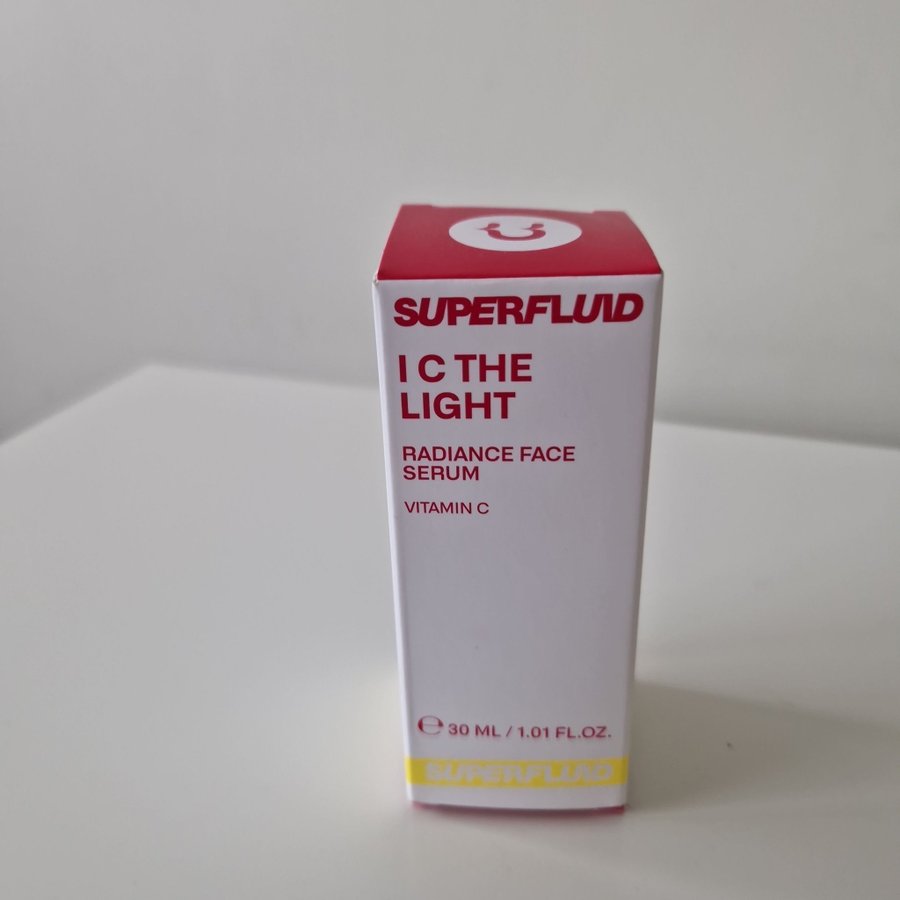 SUPERFLUID
I C THE
LIGHT
RADIANCE FACE
SERUM
VITAMIN C
℮ 30 ML / 1.01 FL.OZ.
SUPERFLUID